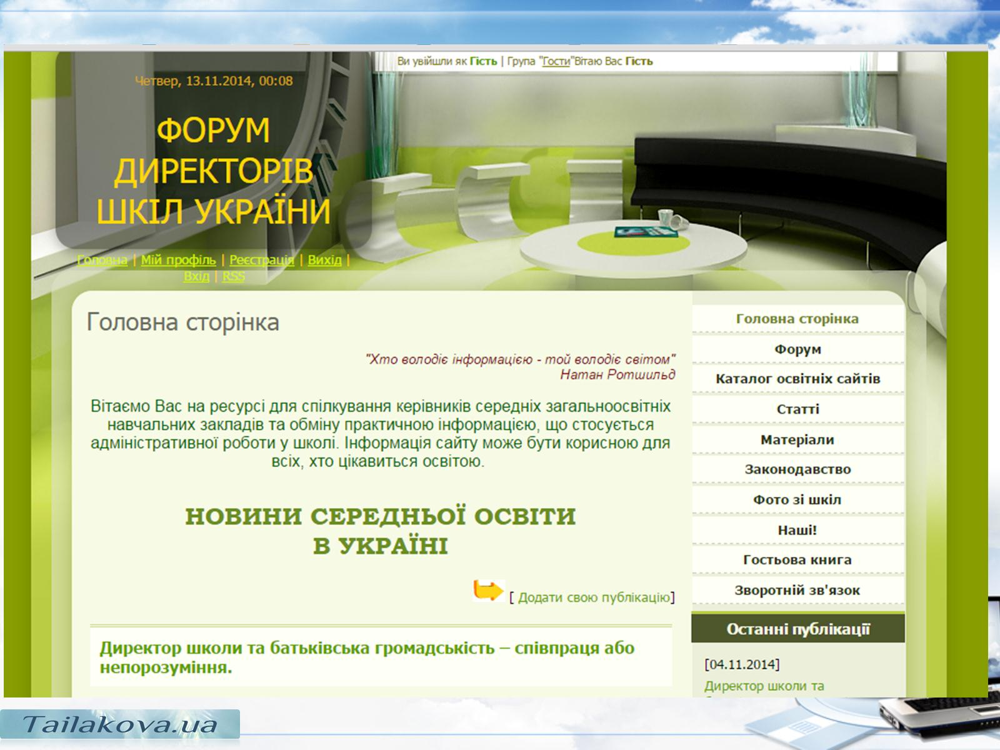 Ви увійшли як Гість | Група "Гости"Вітаю Вас Гість
Четвер, 13.11.2014, 00:08
ФОРУМ
ДИРЕКТОРІВ
ШКІЛ УКРАЇНИ
Головна | Мій профіль | Реєстрація | Вихід |
Вхід | RSS
Головна сторінка
"Хто володіє інформацією - той володіє світом"
Натан Ротшильд
Вітаємо Вас на ресурсі для спілкування керівників середніх загальноосвітніх
навчальних закладів та обміну практичною інформацією, що стосується
адміністративної роботи у школі. Інформація сайту може бути корисною для
всіх, хто цікавиться освітою.
НОВИНИ СЕРЕДНЬОЇ ОСВІТИ
В УКРАЇНІ
[ Додати свою публікацію]
Директор школи та батьківська громадськість – співпраця або
непорозуміння.
Головна сторінка
Форум
Каталог освітніх сайтів
Статті
Матеріали
Законодавство
Фото зі шкіл
Наші!
Гостьова книга
Зворотній зв'язок
Останні публікації
[04.11.2014]
Директор школи та
Tailakova.ua